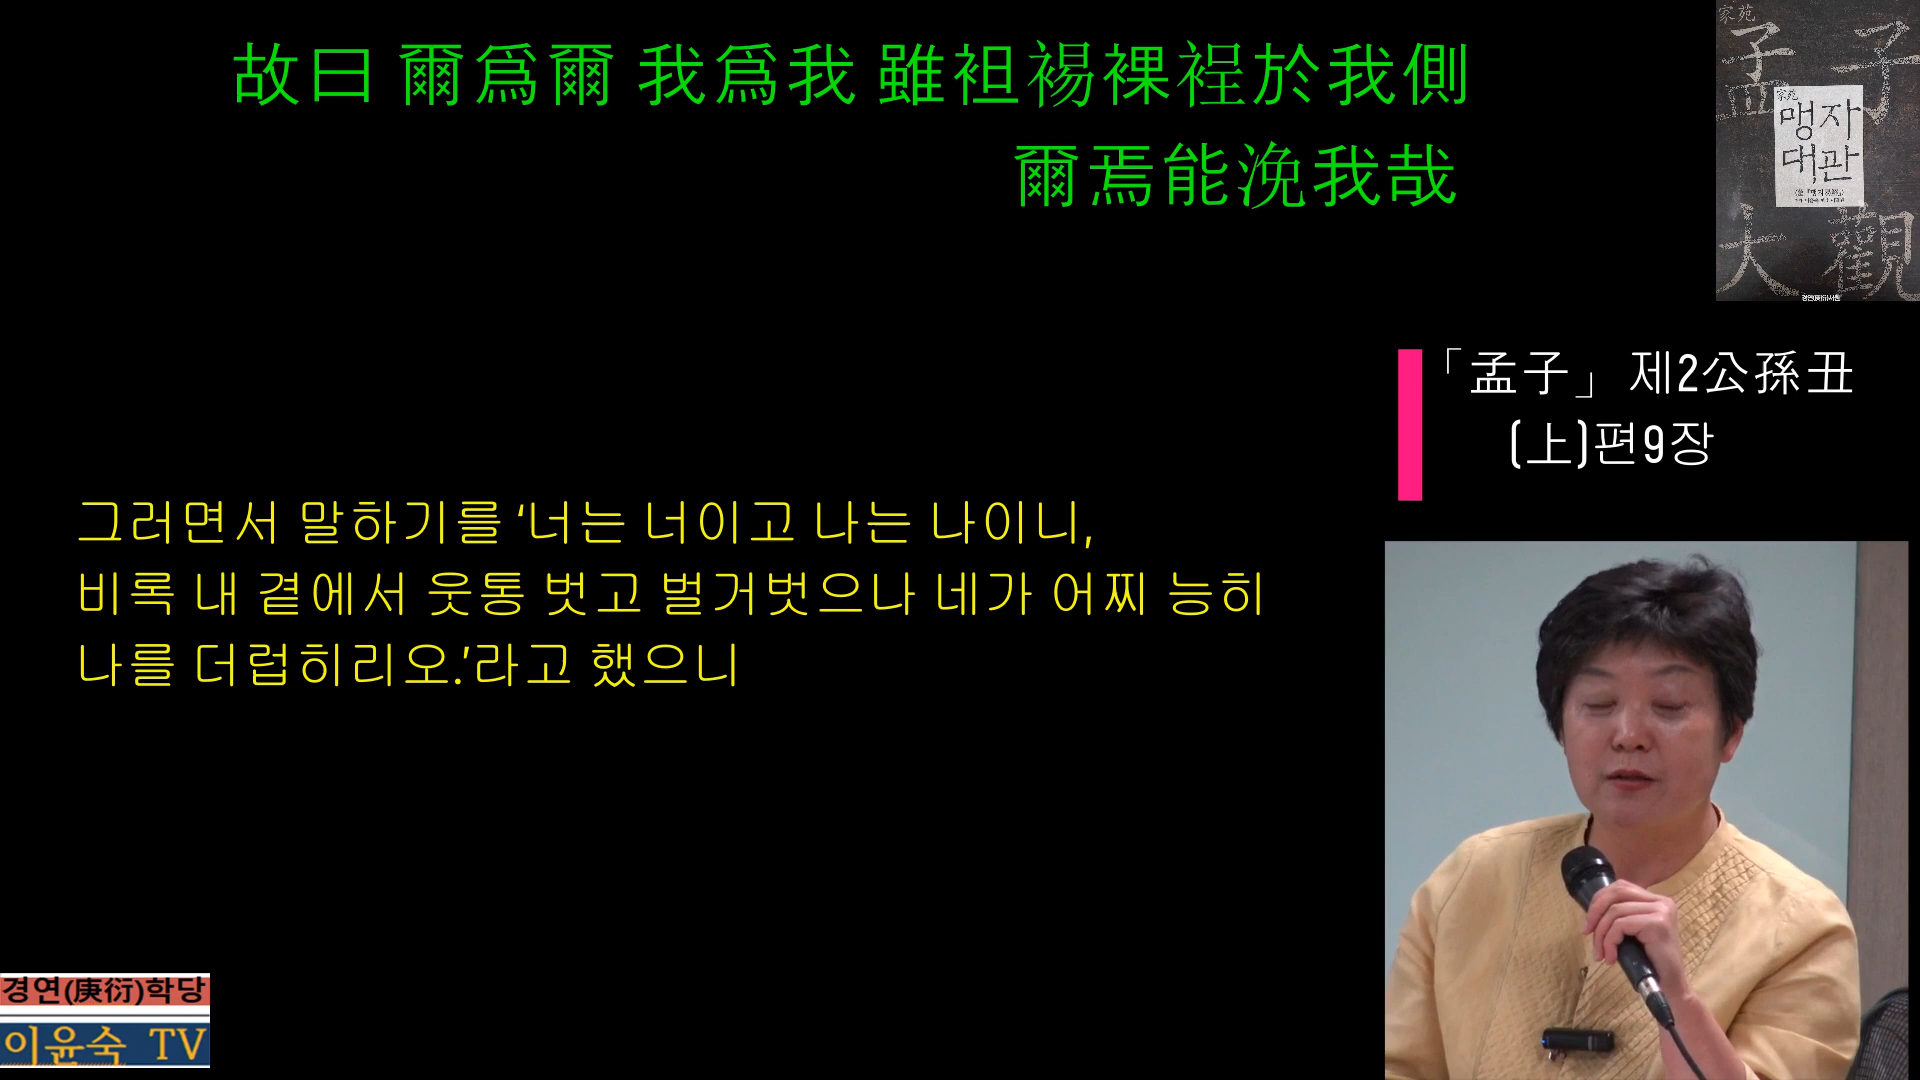 故曰 爾爲爾 我爲我 雖袒裼裸裎於我側
爾焉能浼我哉
家苑
孟子
家苑
맹자
대관
大觀
「孟子」 제2公孫丑
(上)편9장
그러면서 말하기를 ‘너는 너이고 나는 나이니,
비록 내 곁에서 웃통 벗고 벌거벗으나 네가 어찌 능히
나를 더럽히리오.’라고 했으니
경연(庚衍)학당
이윤숙 TV